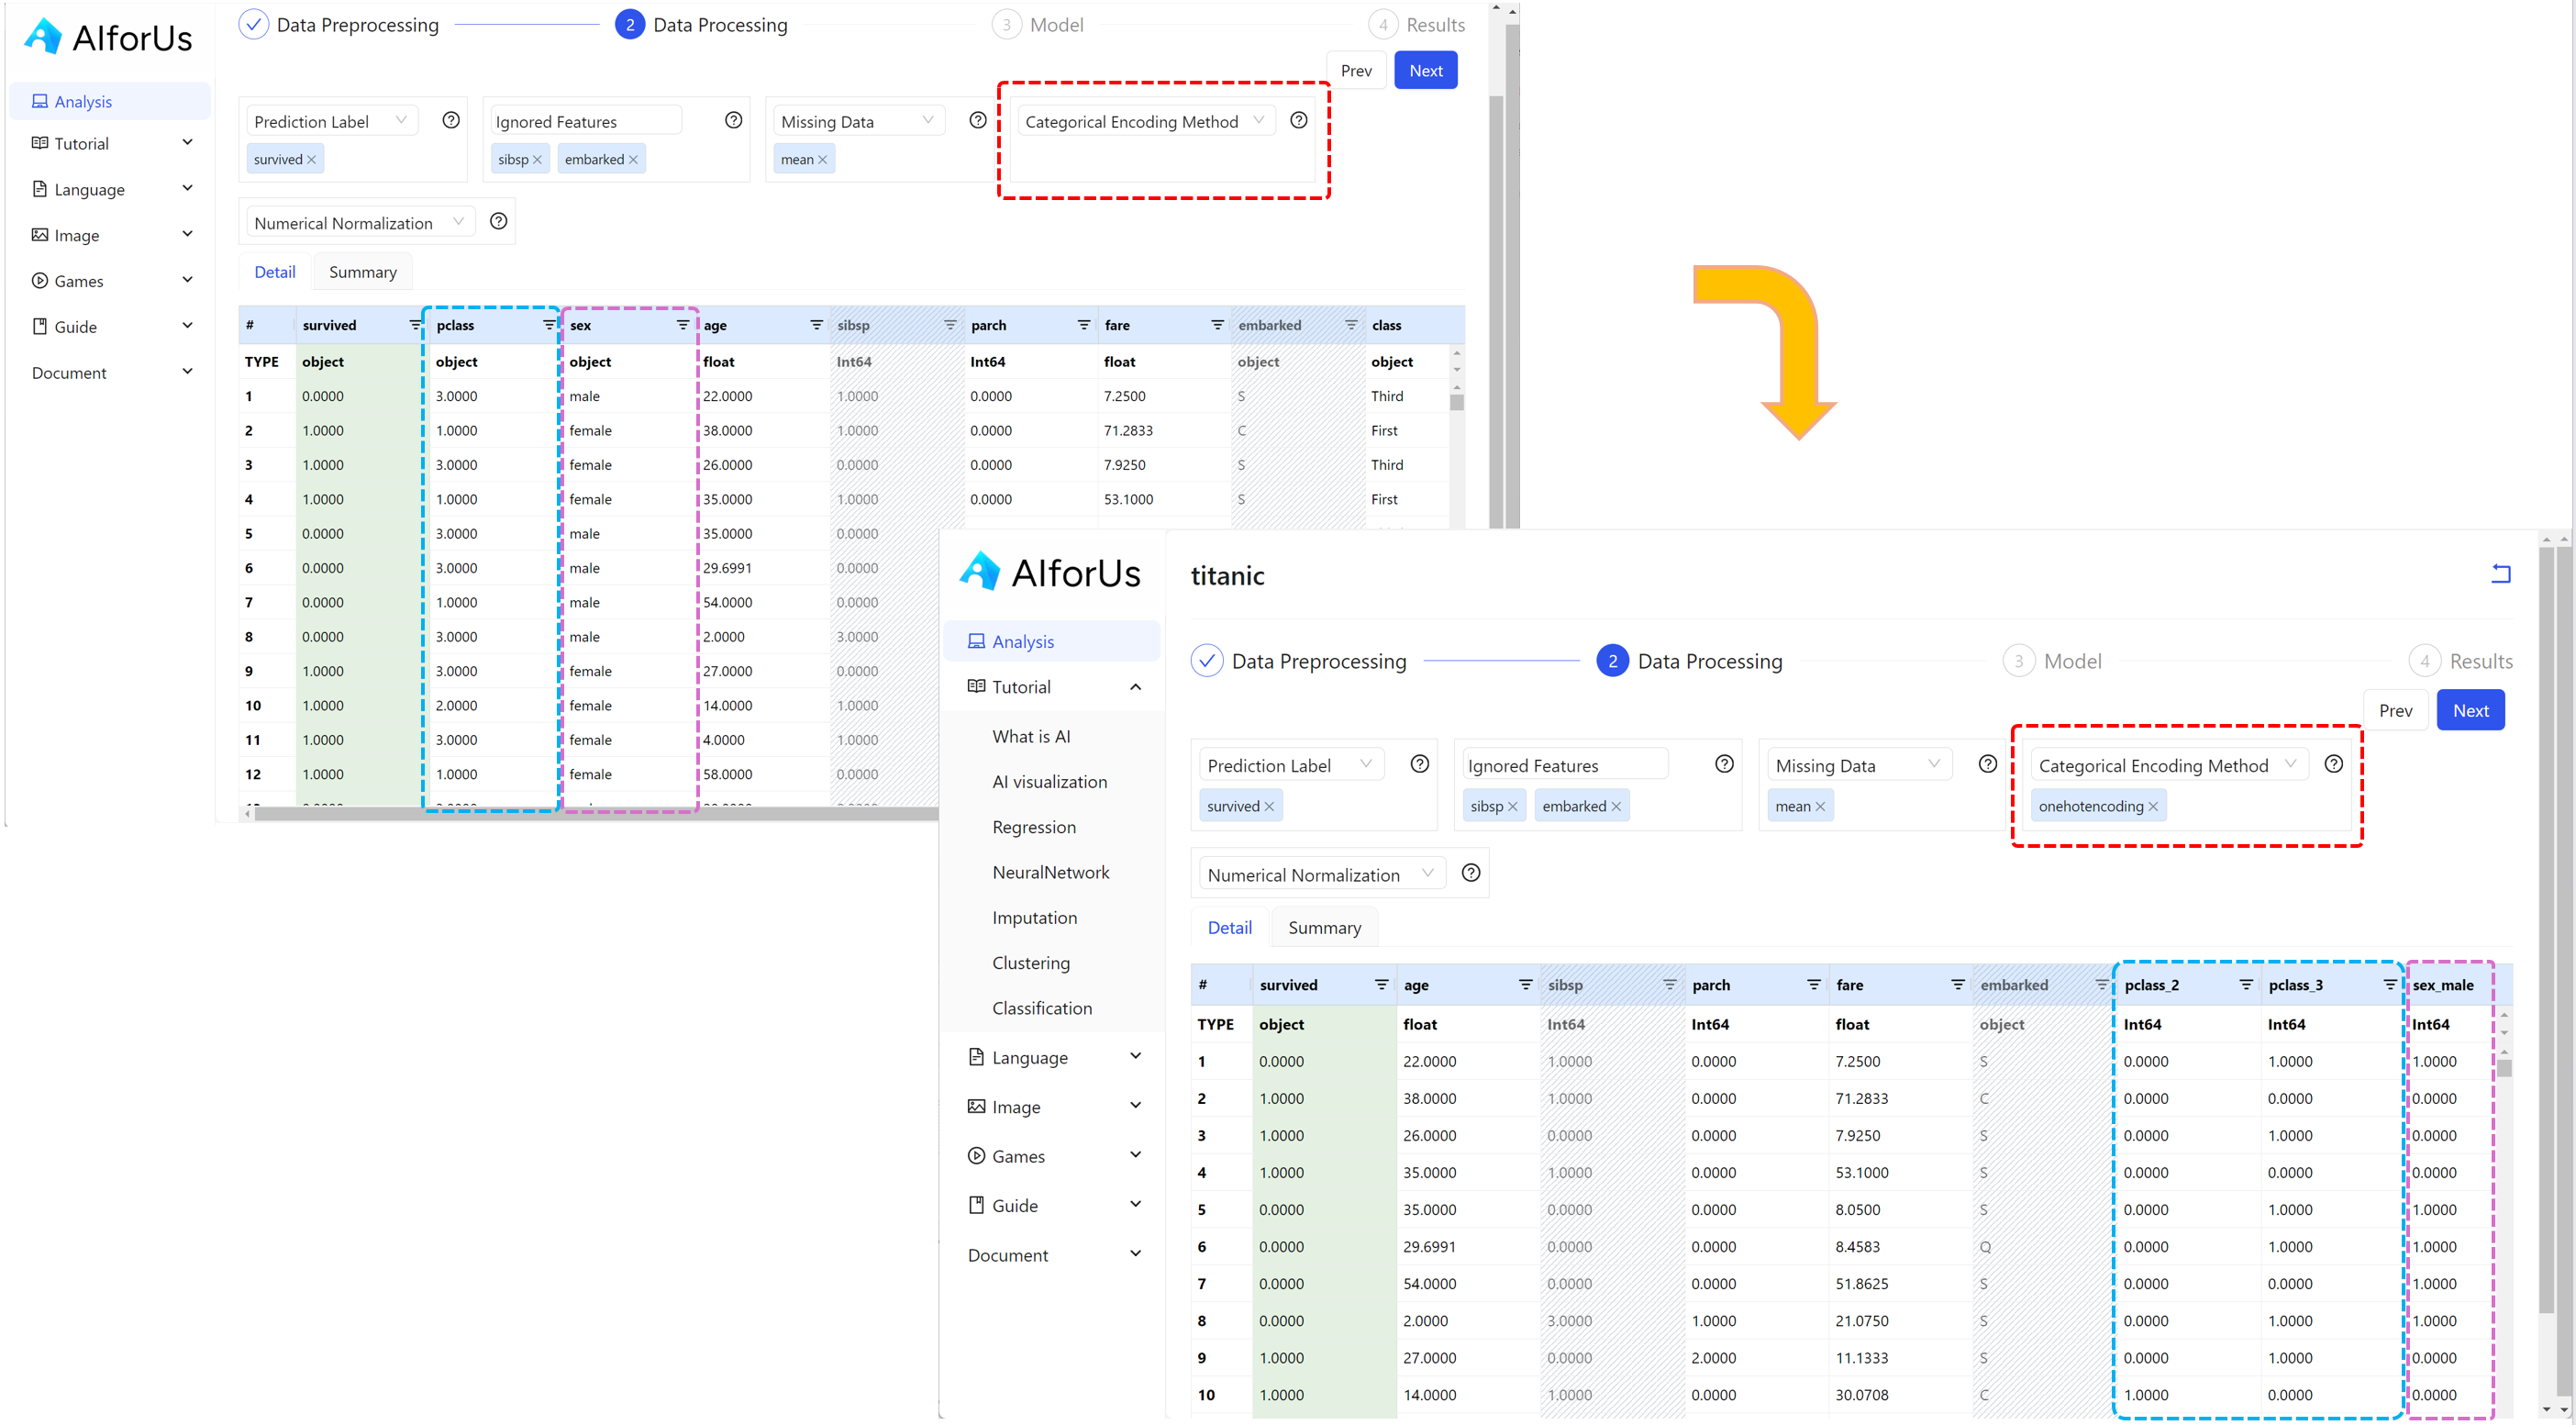 AIforUs
Data Preprocessing 2 Data Processing 3 Model 4 Results
Prev Next
Analysis
Tutorial
Language
Image
Games
Guide
Document
Prediction Label Ignored Features Missing Data Categorical Encoding Method
survived sibsp embarked mean
Numerical Normalization
Detail Summary
# survived pclass sex age sibsp parch fare embarked class
TYPE object object object float Int64 Int64 float object object
1 0.0000 3.0000 male 22.0000 1.0000 0.0000 7.2500 S Third
2 1.0000 1.0000 female 38.0000 1.0000 0.0000 71.2833 C First
3 1.0000 3.0000 female 26.0000 0.0000 0.0000 7.9250 S Third
4 1.0000 1.0000 female 35.0000 1.0000 0.0000 53.1000 S First
5 0.0000 3.0000 male 35.0000 0.0000
6 0.0000 3.0000 male 29.6991 0.0000
7 0.0000 1.0000 male 54.0000 0.0000
8 0.0000 3.0000 male 2.0000 3.0000
9 1.0000 3.0000 female 27.0000 0.0000
10 1.0000 2.0000 female 14.0000 1.0000
11 1.0000 3.0000 female 4.0000 1.0000
12 1.0000 1.0000 female 58.0000 0.0000
AIforUs
titanic
Analysis
Tutorial
What is AI
AI visualization
Regression
NeuralNetwork
Imputation
Clustering
Classification
Language
Image
Games
Guide
Document
Data Preprocessing 2 Data Processing 3 Model 4 Results
Prev Next
Prediction Label Ignored Features Missing Data Categorical Encoding Method
survived sibsp embarked mean onehotencoding
Numerical Normalization
Detail Summary
# survived age sibsp parch fare embarked pclass_2 pclass_3 sex_male
TYPE object float Int64 Int64 float object Int64 Int64 Int64
1 0.0000 22.0000 1.0000 0.0000 7.2500 S 0.0000 1.0000 1.0000
2 1.0000 38.0000 1.0000 0.0000 71.2833 C 0.0000 0.0000 0.0000
3 1.0000 26.0000 0.0000 0.0000 7.9250 S 0.0000 1.0000 0.0000
4 1.0000 35.0000 1.0000 0.0000 53.1000 S 0.0000 0.0000 0.0000
5 0.0000 35.0000 0.0000 0.0000 8.0500 S 0.0000 1.0000 1.0000
6 0.0000 29.6991 0.0000 0.0000 8.4583 Q 0.0000 1.0000 1.0000
7 0.0000 54.0000 0.0000 0.0000 51.8625 S 0.0000 0.0000 1.0000
8 0.0000 2.0000 3.0000 1.0000 21.0750 S 0.0000 1.0000 1.0000
9 1.0000 27.0000 0.0000 2.0000 11.1333 S 0.0000 1.0000 0.0000
10 1.0000 14.0000 1.0000 0.0000 30.0708 C 1.0000 0.0000 0.0000